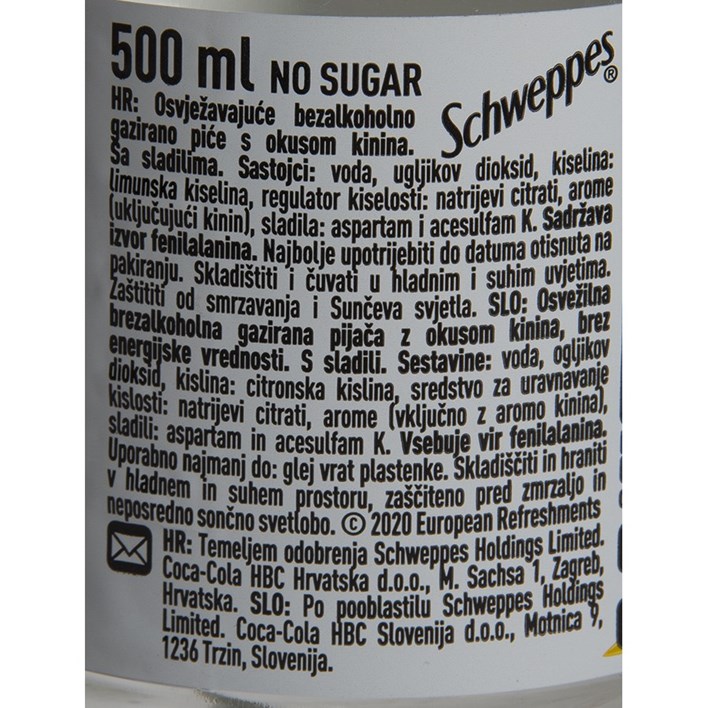 500 ml NO SUGAR
Schweppes®
HR: Osvježavajuće bezalkoholno
gazirano piće s okusom kinina.
Sa sladilima. Sastojci: voda, ugljikov dioksid, kiselina:
limunska kiselina, regulator kiselosti: natrijevi citrati, arome
(uključujući kinin), sladila: aspartam i acesulfam K. Sadržava
izvor fenilalanina. Najbolje upotrijebiti do datuma otisnuta na
pakiranju. Skladištiti i čuvati u hladnim i suhim uvjetima.
Zaštititi od smrzavanja i Sunčeva svjetla. SLO: Osvežilna
brezalkoholna gazirana pijača z okusom kinina, brez
energijske vrednosti. S sladili. Sestavine: voda, ogljikov
dioksid, kislina: citronska kislina, sredstvo za uravnavanje
kislosti: natrijevi citrati, arome (vključno z aromo kinina),
sladili: aspartam in acesulfam K. Vsebuje vir fenilalanina.
Uporabno najmanj do: glej vrat plastenke. Skladiščiti in hraniti
v hladnem in suhem prostoru, zaščiteno pred zmrzaljo in
neposredno sončno svetlobo. © 2020 European Refreshments
HR: Temeljem odobrenja Schweppes Holdings Limited.
Coca-Cola HBC Hrvatska d.o.o., M. Sachsa 1, Zagreb,
Hrvatska. SLO: Po pooblastilu Schweppes Holdings
Limited. Coca-Cola HBC Slovenija d.o.o., Motnica 9,
1236 Trzin, Slovenija.